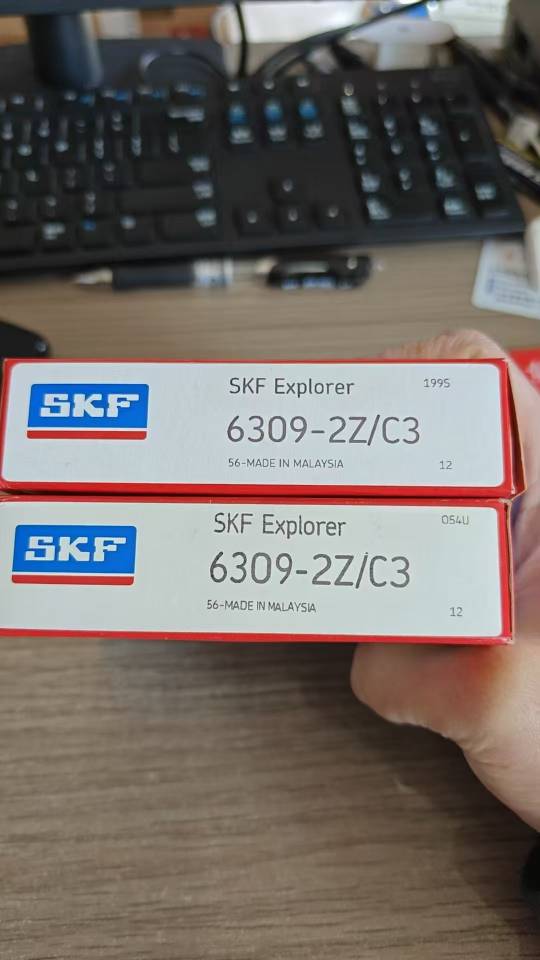 SKF
SKF Explorer
1995
6309-2Z/C3
56-MADE IN MALAYSIA
12
SKF
SKF Explorer
054U
6309-2Z/C3
56-MADE IN MALAYSIA
12